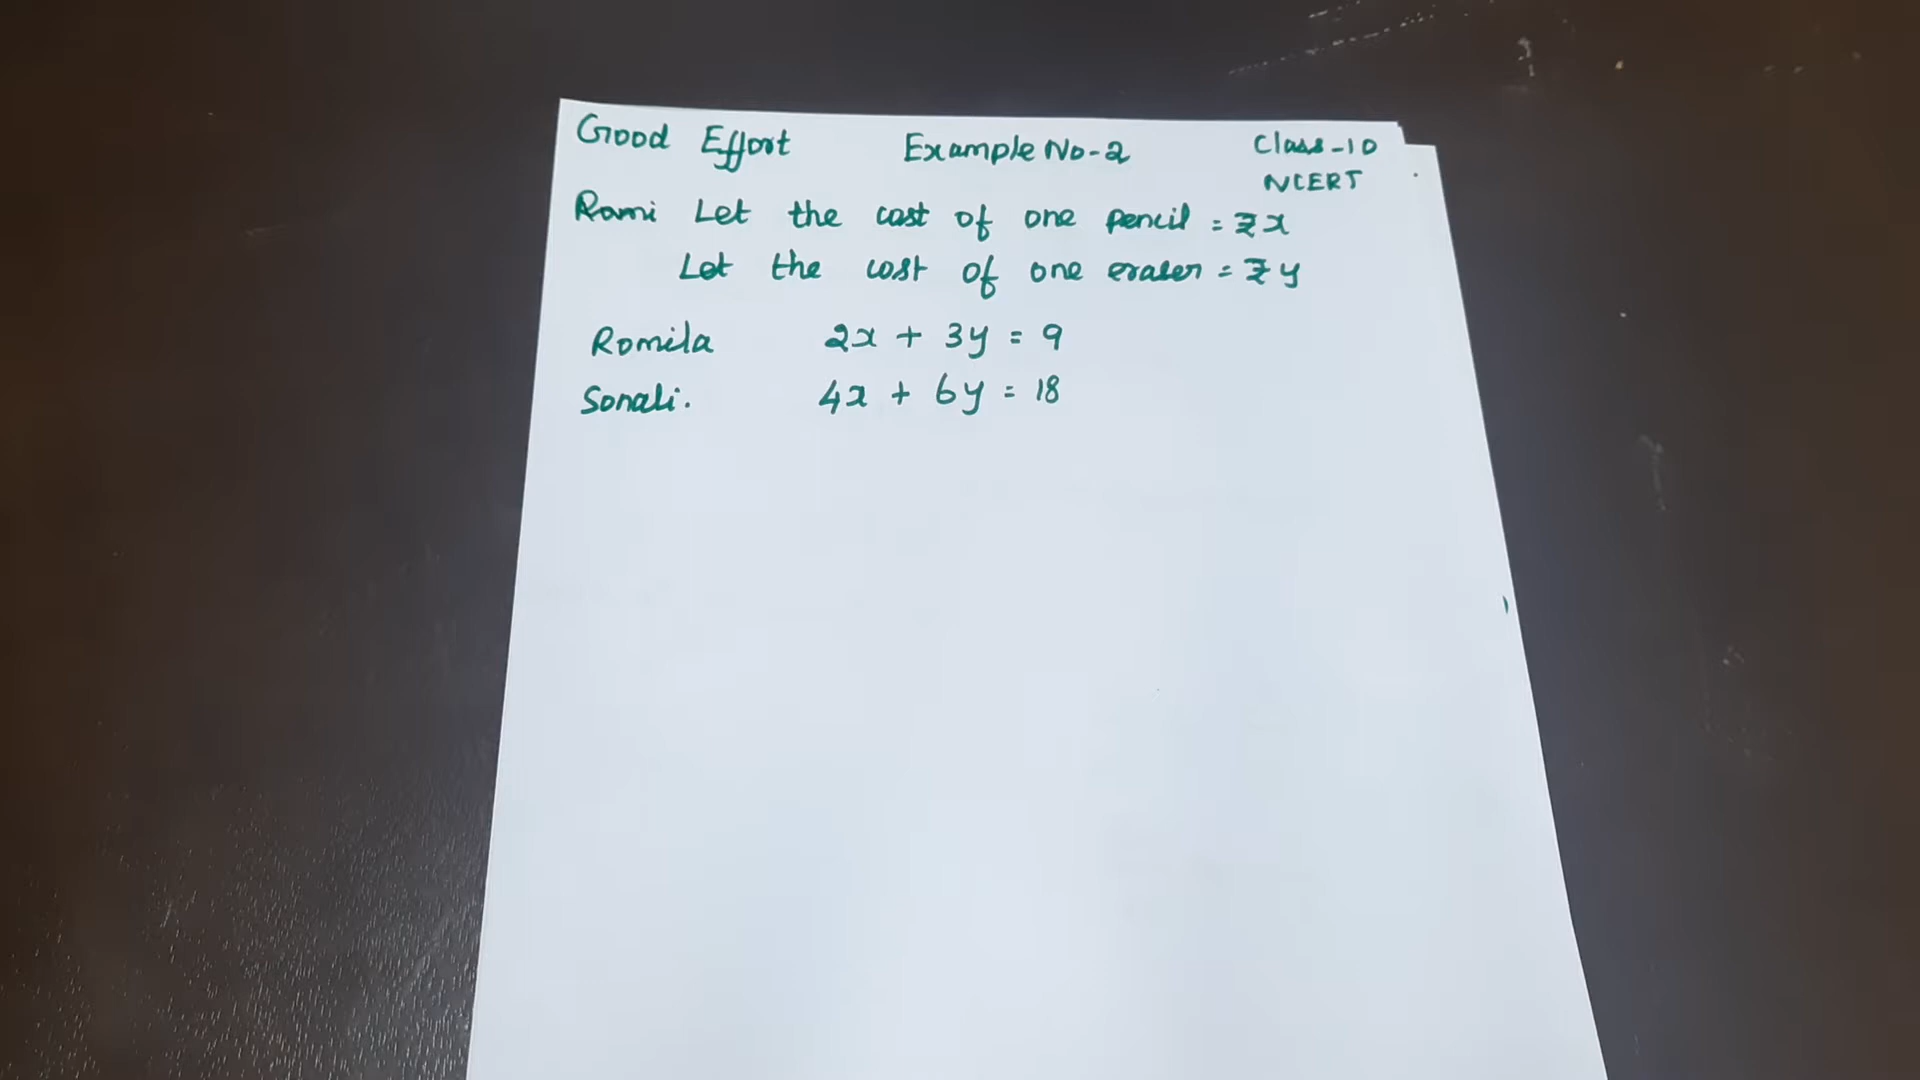 Good Effort Example No-2 Class-10
NCERT
Rami Let the cost of one pencil = ₹x
Let the cost of one eraser = ₹y
Romila 2x + 3y = 9
Sonali. 4x + 6y = 18